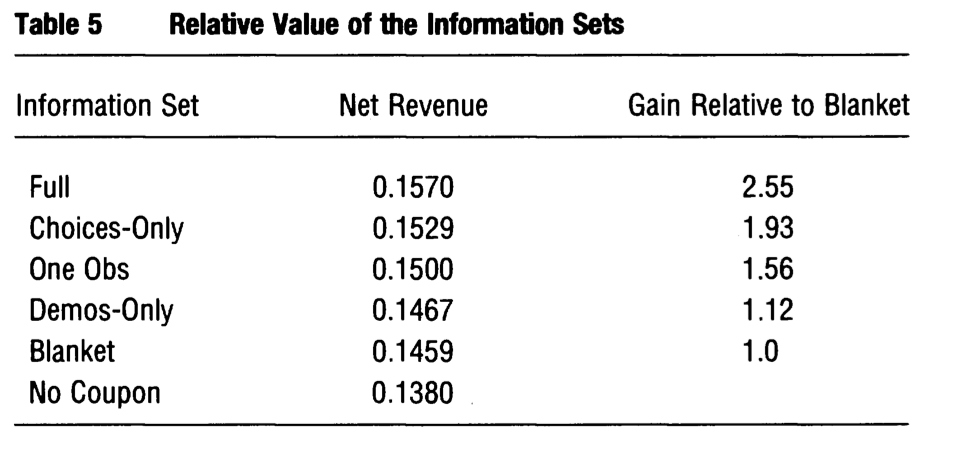 Table 5 Relative Value of the Information Sets
Information Set Net Revenue Gain Relative to Blanket
Full 0.1570 2.55
Choices-Only 0.1529 1.93
One Obs 0.1500 1.56
Demos-Only 0.1467 1.12
Blanket 0.1459 1.0
No Coupon 0.1380